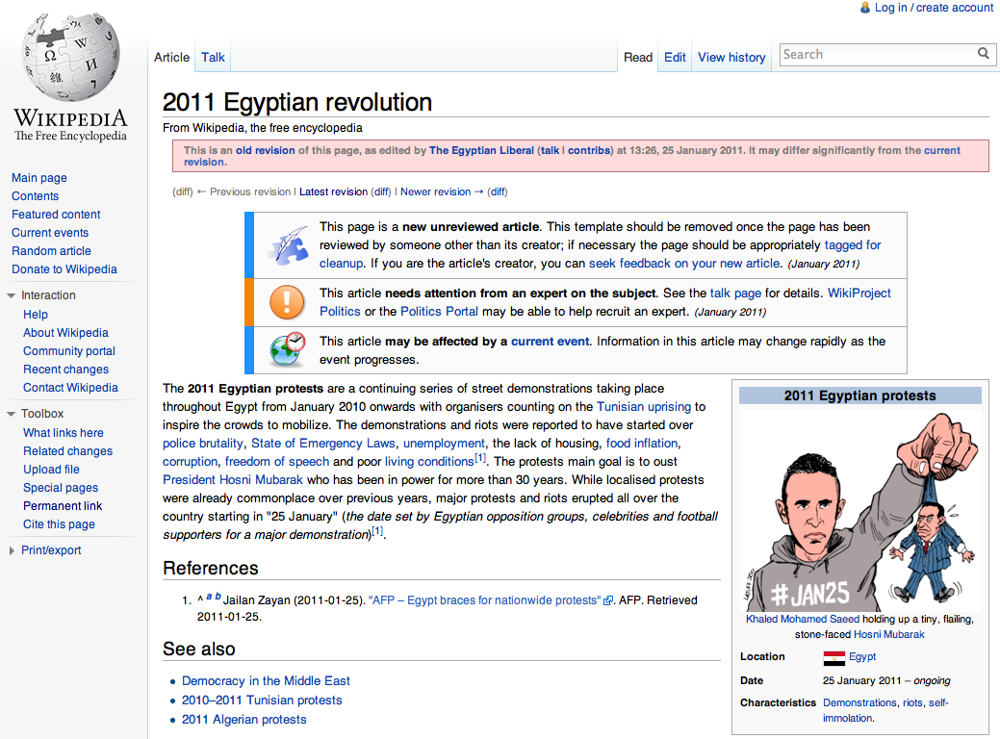 Log in / create account
WIKIPEDIA
The Free Encyclopedia
Main page
Contents
Featured content
Current events
Random article
Donate to Wikipedia
Interaction
Help
About Wikipedia
Community portal
Recent changes
Contact Wikipedia
Toolbox
What links here
Related changes
Upload file
Special pages
Permanent link
Cite this page
Print/export
Article Talk
Read Edit View history
Search
2011 Egyptian revolution
From Wikipedia, the free encyclopedia
This is an old revision of this page, as edited by The Egyptian Liberal (talk | contribs) at 13:26, 25 January 2011. It may differ significantly from the current
revision.
(diff) ← Previous revision | Latest revision (diff) | Newer revision → (diff)
This page is a new unreviewed article. This template should be removed once the page has been
reviewed by someone other than its creator; if necessary the page should be appropriately tagged for
cleanup. If you are the article's creator, you can seek feedback on your new article. (January 2011)
This article needs attention from an expert on the subject. See the talk page for details. WikiProject
Politics or the Politics Portal may be able to help recruit an expert. (January 2011)
This article may be affected by a current event. Information in this article may change rapidly as the
event progresses.
The 2011 Egyptian protests are a continuing series of street demonstrations taking place
throughout Egypt from January 2010 onwards with organisers counting on the Tunisian uprising to
inspire the crowds to mobilize. The demonstrations and riots were reported to have started over
police brutality, State of Emergency Laws, unemployment, the lack of housing, food inflation,
corruption, freedom of speech and poor living conditions[1]. The protests main goal is to oust
President Hosni Mubarak who has been in power for more than 30 years. While localised protests
were already commonplace over previous years, major protests and riots erupted all over the
country starting in "25 January" (the date set by Egyptian opposition groups, celebrities and football
supporters for a major demonstration)[1].
References
1. ^ a b Jailan Zayan (2011-01-25). "AFP – Egypt braces for nationwide protests". AFP. Retrieved
2011-01-25.
See also
• Democracy in the Middle East
• 2010–2011 Tunisian protests
• 2011 Algerian protests
2011 Egyptian protests
#JAN25
LATUFF 2011
Khaled Mohamed Saeed holding up a tiny, flailing,
stone-faced Hosni Mubarak
Location Egypt
Date 25 January 2011 – ongoing
Characteristics Demonstrations, riots, self-
immolation.